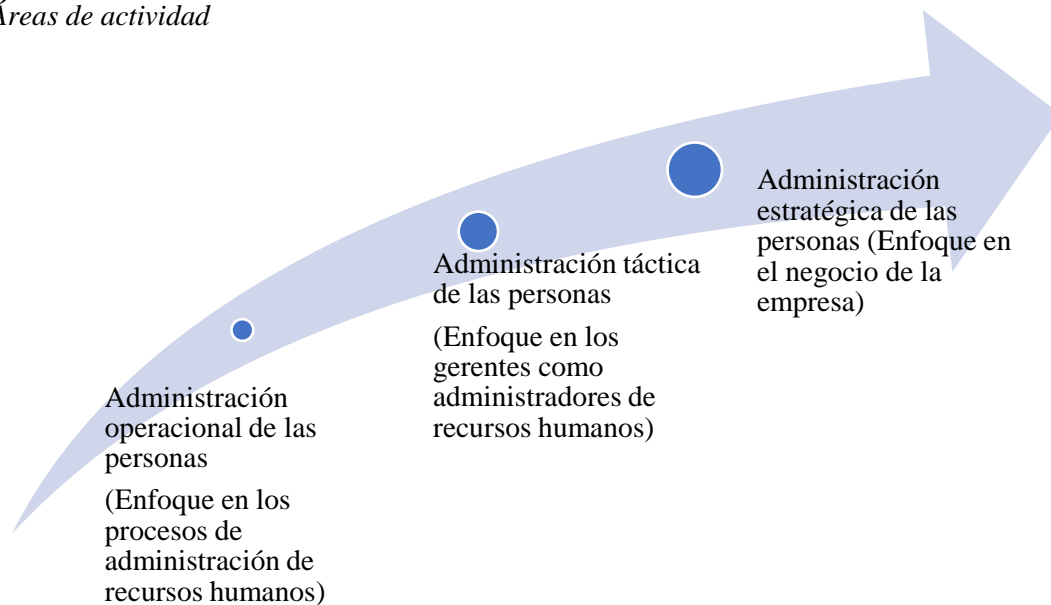 Áreas de actividad
Administración
operacional de las
personas
(Enfoque en los
procesos de
administración de
recursos humanos)
Administración táctica
de las personas
(Enfoque en los
gerentes como
administradores de
recursos humanos)
Administración
estratégica de las
personas (Enfoque en
el negocio de la
empresa)